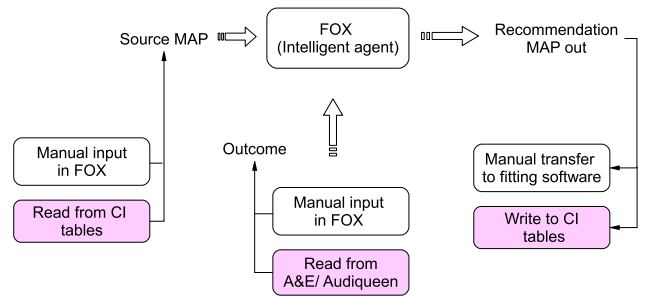 Source MAP
FOX
(Intelligent agent)
Recommendation
MAP out
Manual input
in FOX
Read from CI
tables
Outcome
Manual input
in FOX
Read from
A&E/ Audiqueen
Manual transfer
to fitting software
Write to CI
tables